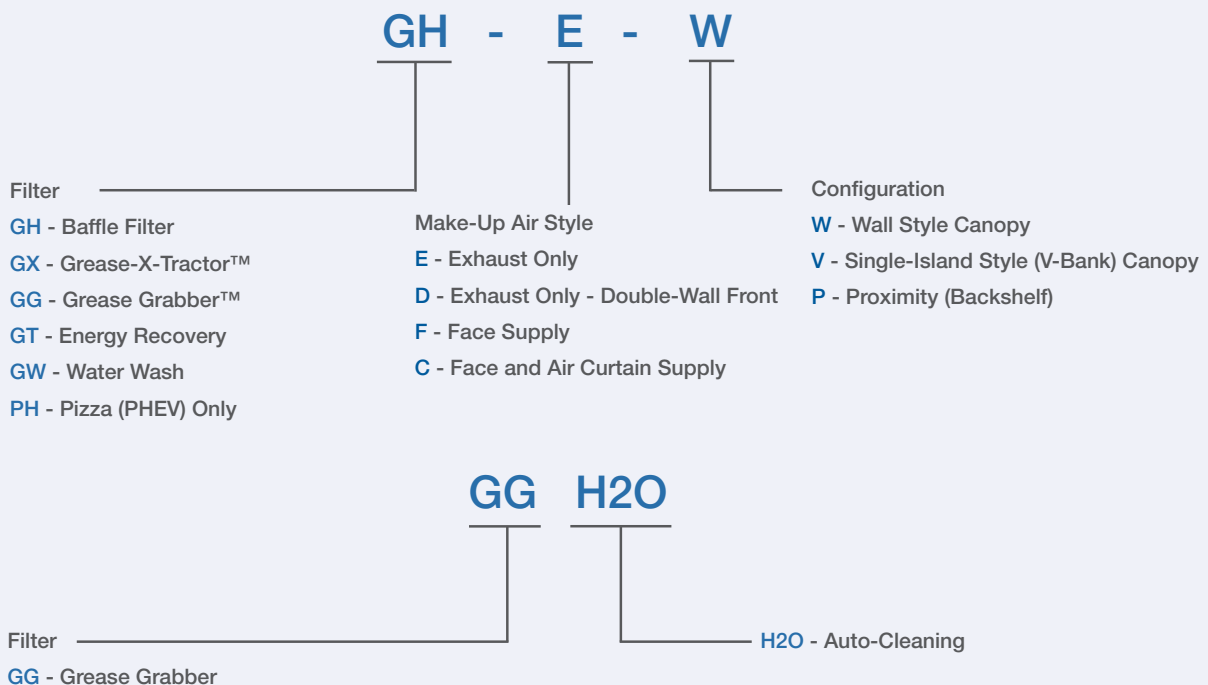 GH - E - W
Filter
GH - Baffle Filter
GX - Grease-X-Tractor™
GG - Grease Grabber™
GT - Energy Recovery
GW - Water Wash
PH - Pizza (PHEV) Only
Make-Up Air Style
E - Exhaust Only
D - Exhaust Only - Double-Wall Front
F - Face Supply
C - Face and Air Curtain Supply
Configuration
W - Wall Style Canopy
V - Single-Island Style (V-Bank) Canopy
P - Proximity (Backshelf)
GG H2O
Filter
GG - Grease Grabber
H2O - Auto-Cleaning